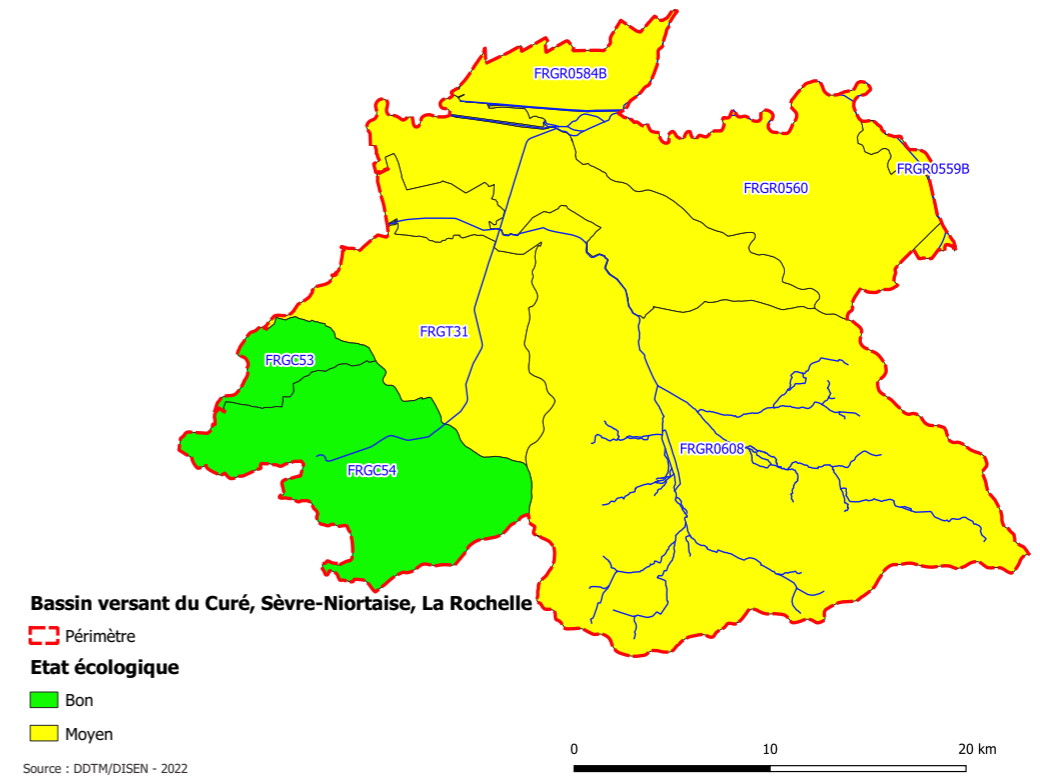 FRGR0584B
FRGR0559B
FRGR0560
FRGT31
FRGC53
FRGR0608
FRGC54
Bassin versant du Curé, Sèvre-Niortaise, La Rochelle
Périmètre
Etat écologique
Bon
Moyen
0 10 20 km
Source : DDTM/DISEN - 2022